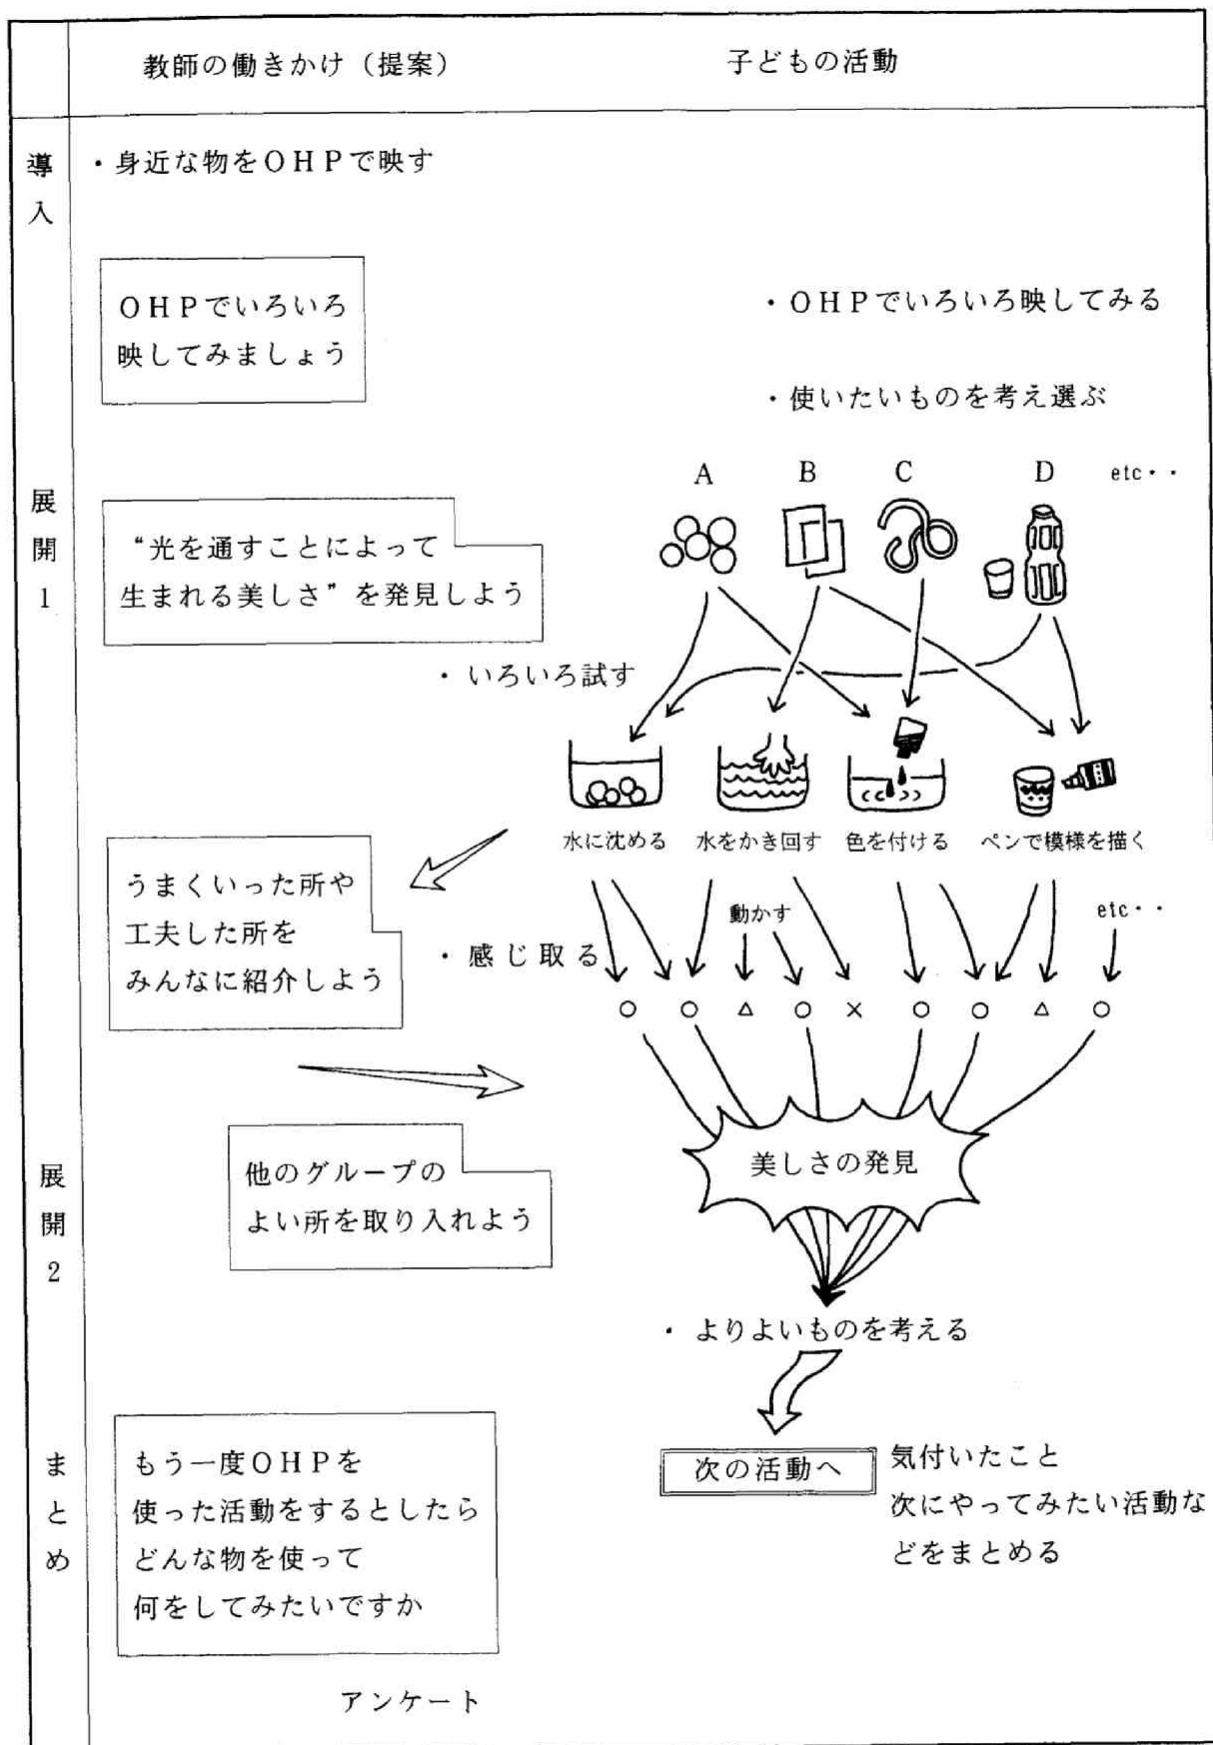 教師の働きかけ（提案）
子どもの活動
導入
・身近な物をＯＨＰで映す
ＯＨＰでいろいろ
映してみましょう
・ＯＨＰでいろいろ映してみる
・使いたいものを考え選ぶ
展開1
A B C D etc・・
“光を通すことによって
生まれる美しさ”を発見しよう
・いろいろ試す
水に沈める 水をかき回す 色を付ける ペンで模様を描く
うまくいった所や
工夫した所を
みんなに紹介しよう
動かす
etc・・
・感じ取る
○ ○ △ ○ × ○ ○ △ ○
展開2
他のグループの
よい所を取り入れよう
美しさの発見
・よりよいものを考える
まとめ
もう一度ＯＨＰを
使った活動をするとしたら
どんな物を使って
何をしてみたいですか
次の活動へ
気付いたこと
次にやってみたい活動な
どをまとめる
アンケート